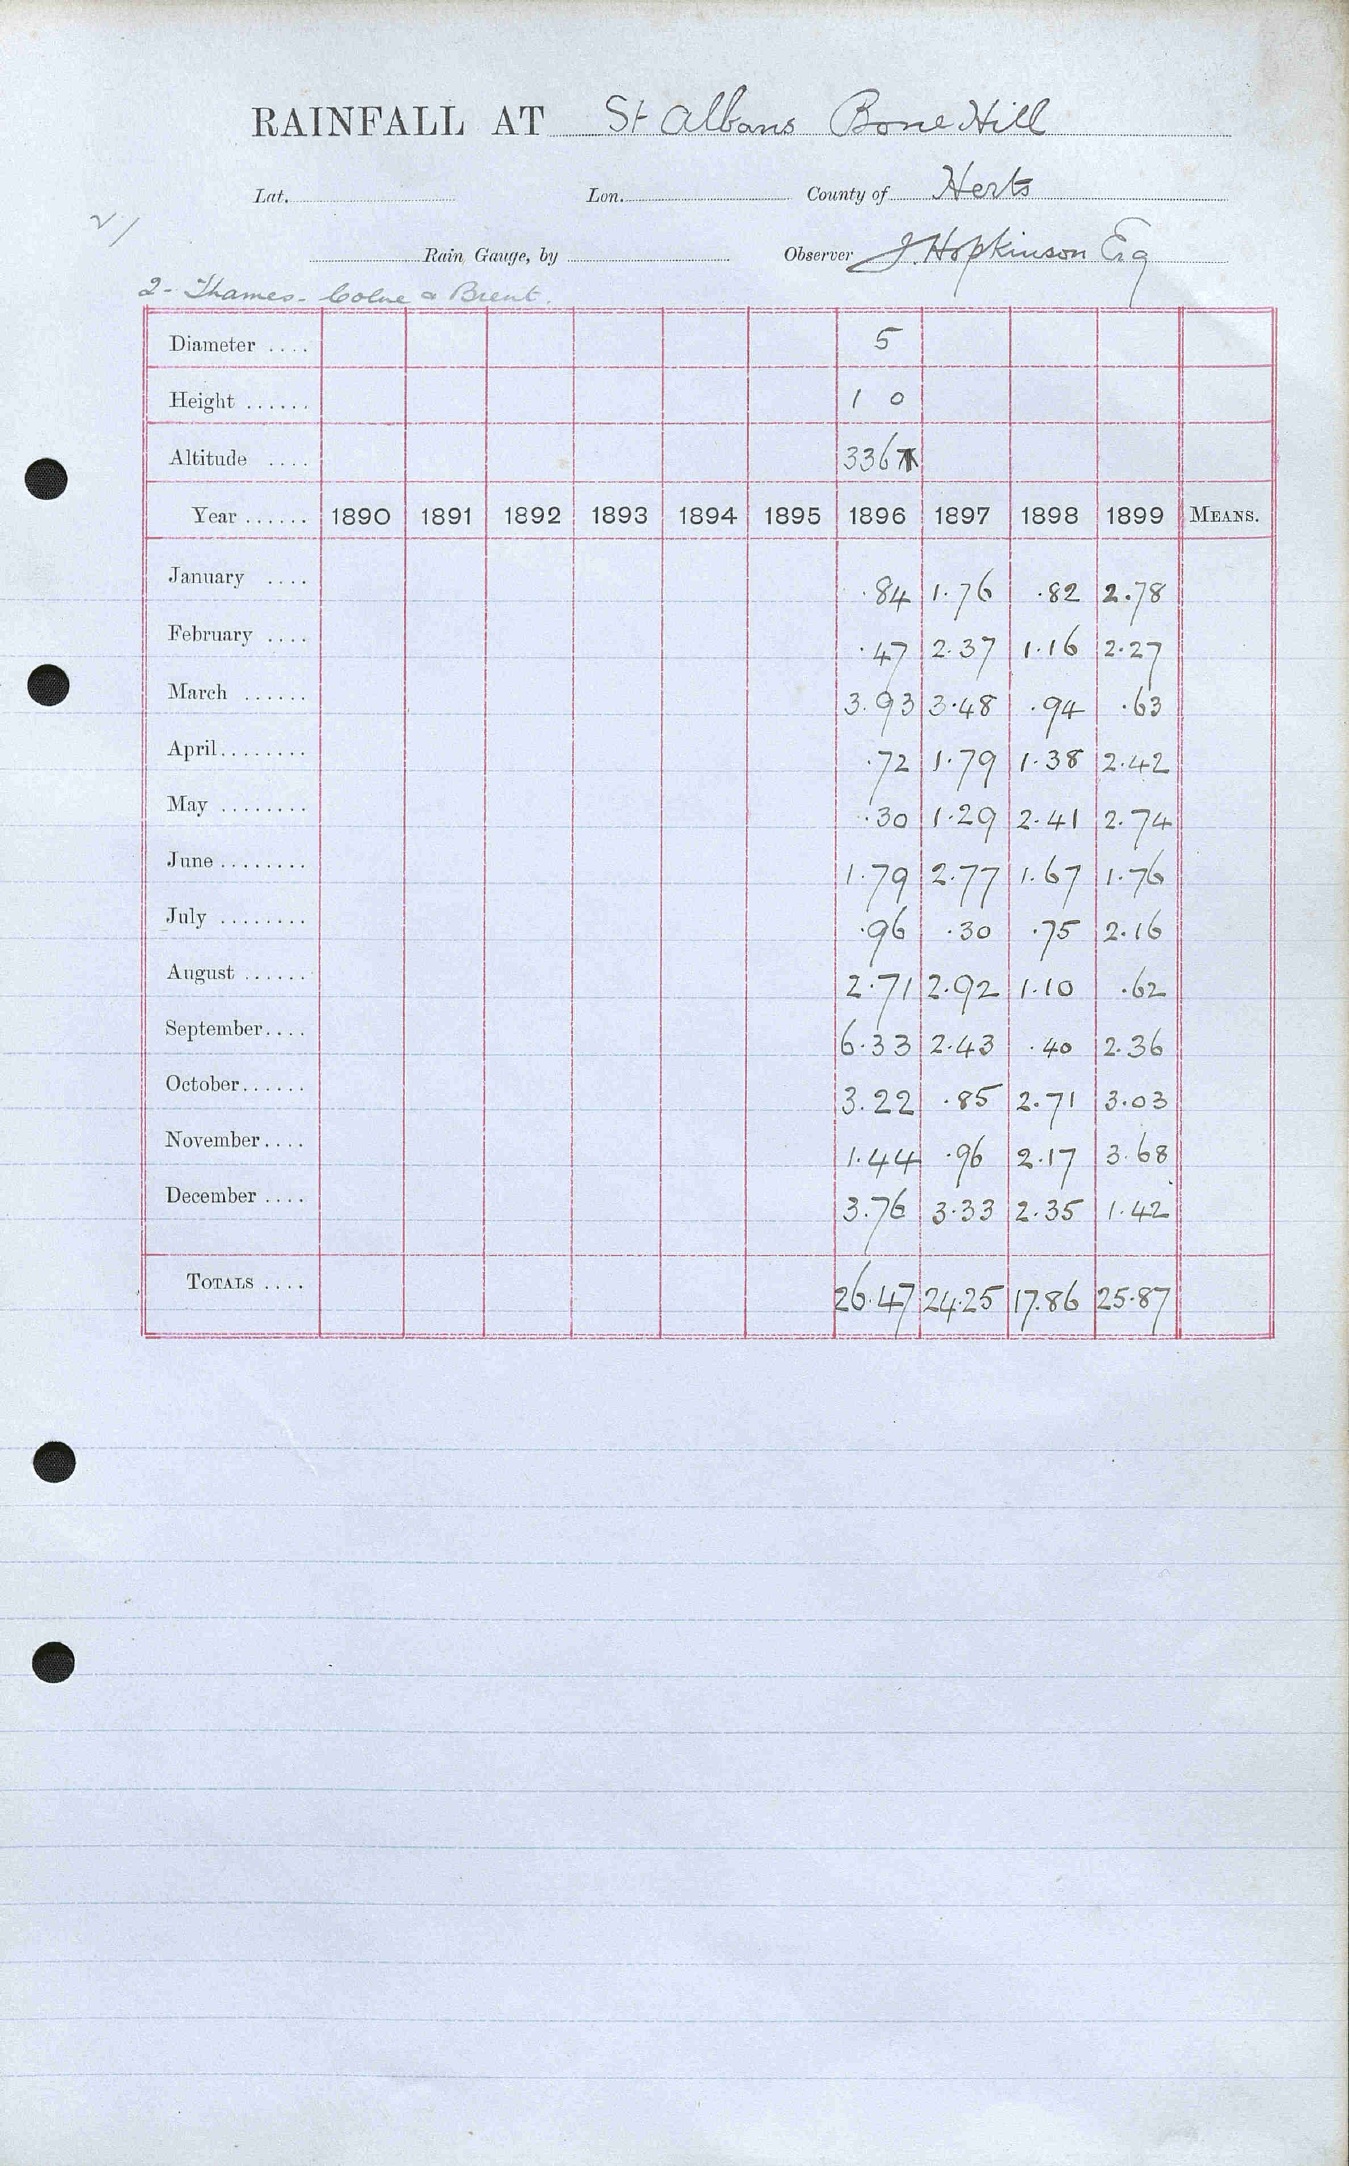 RAINFALL AT St Albans Bone Hill
Lat. Lon. County of Herts
Rain Gauge, by Observer J. Hopkinson Esq
2 - Thames - Colne & Brent.
Diameter .... 5
Height ...... 1 0
Altitude .... 336
Year ...... 1890 1891 1892 1893 1894 1895 1896 1897 1898 1899 MEANS.
January .... .84 1.76 .82 2.78
February .... .47 2.37 1.16 2.27
March ...... 3.93 3.48 .94 .63
April........ .72 1.79 1.38 2.42
May ........ .30 1.29 2.41 2.74
June ........ 1.79 2.77 1.67 1.76
July ........ .96 .30 .75 2.16
August ...... 2.71 2.92 1.10 .62
September.... 6.33 2.43 .40 2.36
October...... 3.22 .85 2.71 3.03
November.... 1.44 .96 2.17 3.68
December .... 3.76 3.33 2.35 1.42
TOTALS .... 26.47 24.25 17.86 25.87